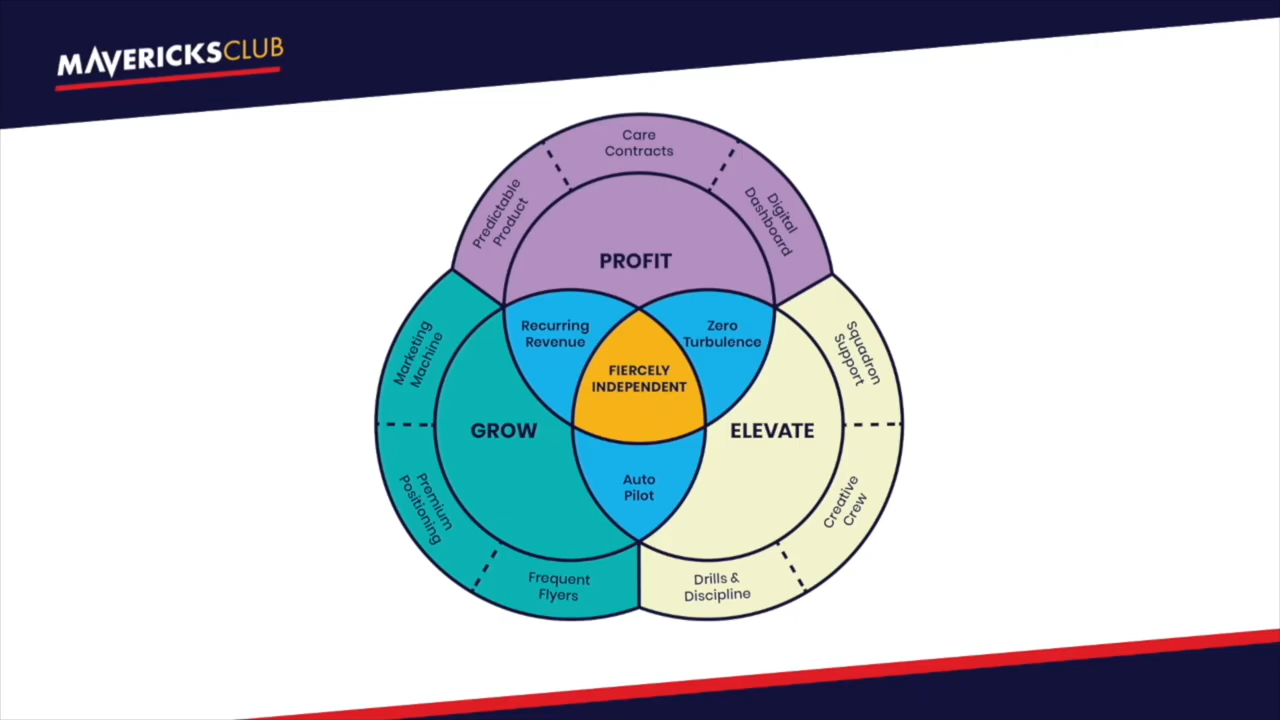 MAVERICKSCLUB
Care
Contracts
Predictable
Product
Digital
Dashboard
PROFIT
Recurring
Revenue
Zero
Turbulence
Marketing
Machine
Squadron
Support
FIERCELY
INDEPENDENT
GROW
ELEVATE
Premium
Positioning
Auto
Pilot
Creative
Crew
Frequent
Flyers
Drills &
Discipline